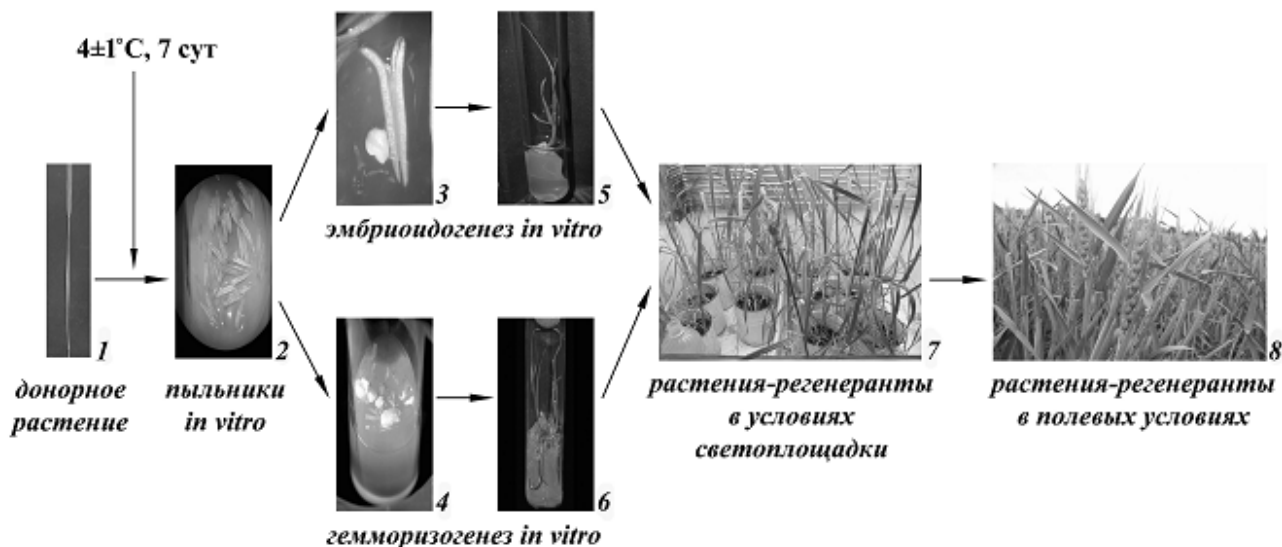 4±1°C, 7 сут
1
донорное
растение
2
пыльники
in vitro
3
5
эмбриоидогенез in vitro
4
6
гемморизогенез in vitro
7
растения-регенеранты
в условиях
светоплощадки
8
растения-регенеранты
в полевых условиях